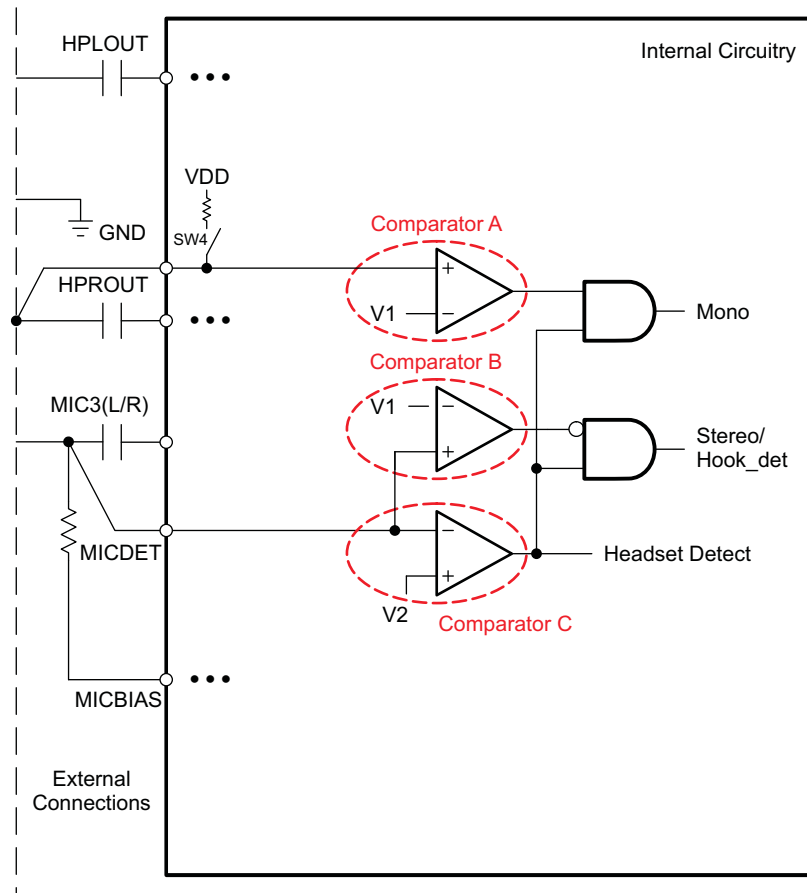 HPLOUT
Internal Circuitry
VDD
GND
SW4
Comparator A
+
HPROUT
V1
−
Mono
Comparator B
MIC3(L/R)
V1
−
+
Stereo/
Hook_det
MICDET
−
+
Headset Detect
V2
Comparator C
MICBIAS
External
Connections